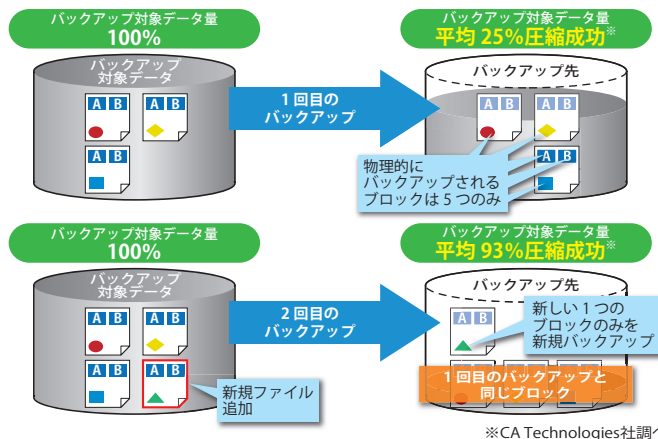 バックアップ対象データ量
100%
バックアップ対象データ量
平均 25%圧縮成功※
バックアップ
対象データ
A B
A B
A B
1 回目の
バックアップ
バックアップ先
A B
A B
A B
物理的に
バックアップされる
ブロックは 5 つのみ
バックアップ対象データ量
100%
バックアップ対象データ量
平均 93%圧縮成功※
バックアップ
対象データ
A B
A B
A B
A B
新規ファイル
追加
2 回目の
バックアップ
バックアップ先
A B
新しい 1 つの
ブロックのみを
新規バックアップ
1 回目のバックアップと
同じブロック
※CA Technologies社調